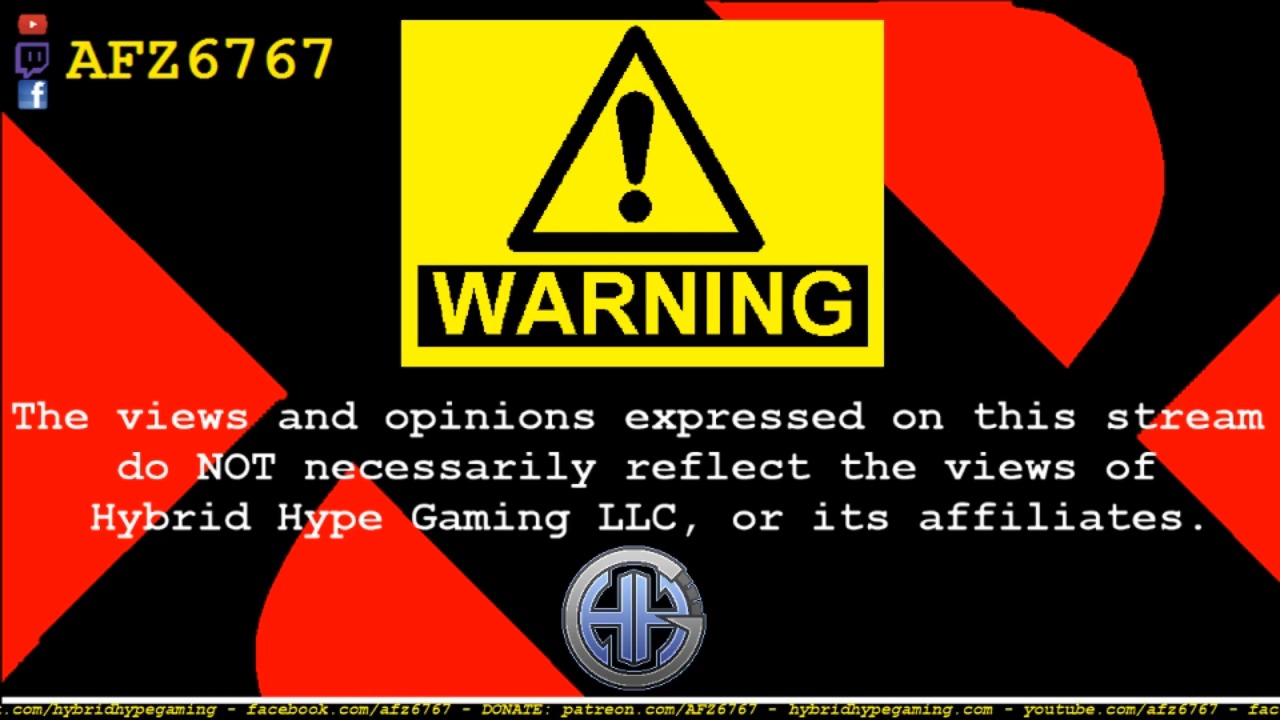 AFZ6767
WARNING
The views and opinions expressed on this stream
do NOT necessarily reflect the views of
Hybrid Hype Gaming LLC, or its affiliates.
.com/hybridhypegaming - facebook.com/afz6767 - DONATE: patreon.com/AFZ6767 - hybridhypegaming.com - youtube.com/afz6767 - fac